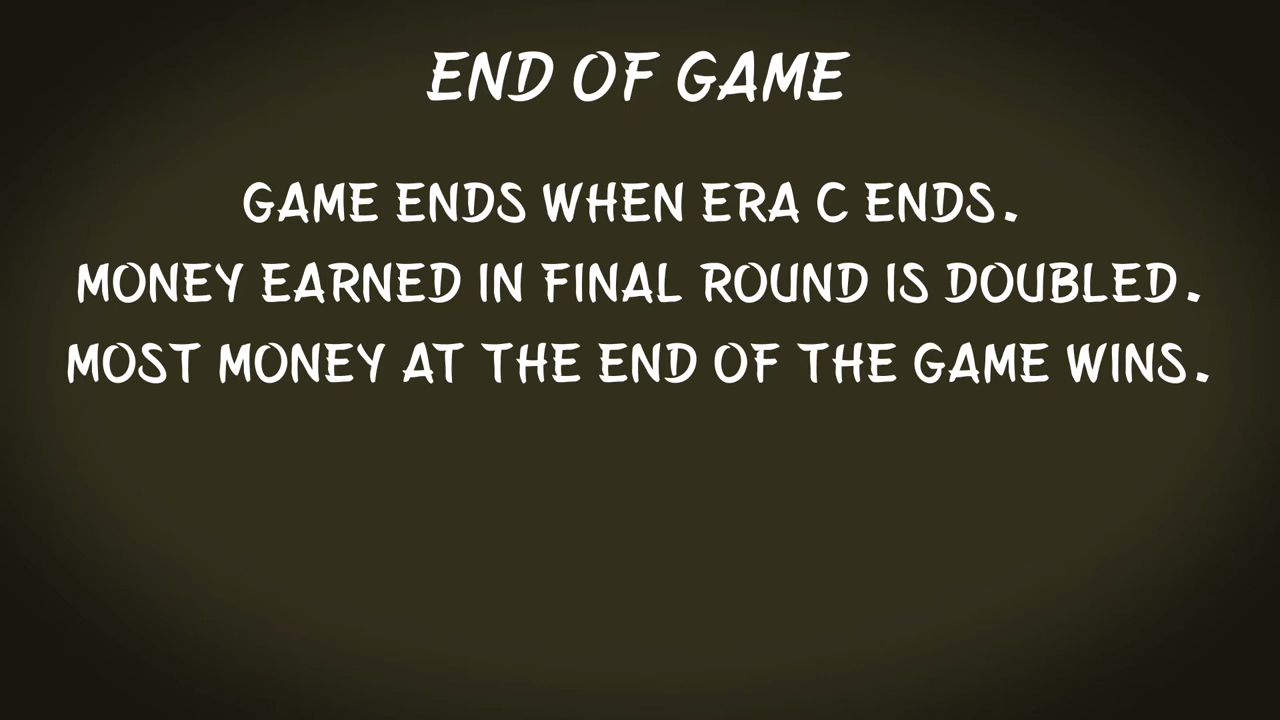 END OF GAME
GAME ENDS WHEN ERA C ENDS.
MONEY EARNED IN FINAL ROUND IS DOUBLED.
MOST MONEY AT THE END OF THE GAME WINS.